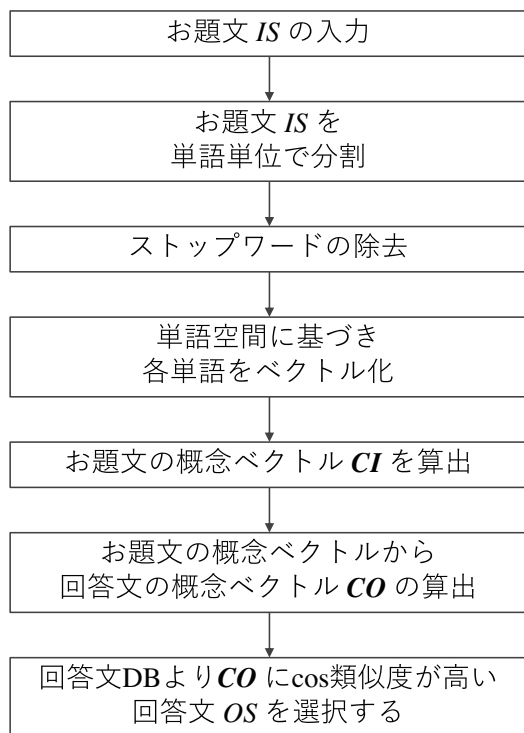 お題文 IS の入力
お題文 IS を
単語単位で分割
ストップワードの除去
単語空間に基づき
各単語をベクトル化
お題文の概念ベクトル CI を算出
お題文の概念ベクトルから
回答文の概念ベクトル CO の算出
回答文DBより CO にcos類似度が高い
回答文 OS を選択する